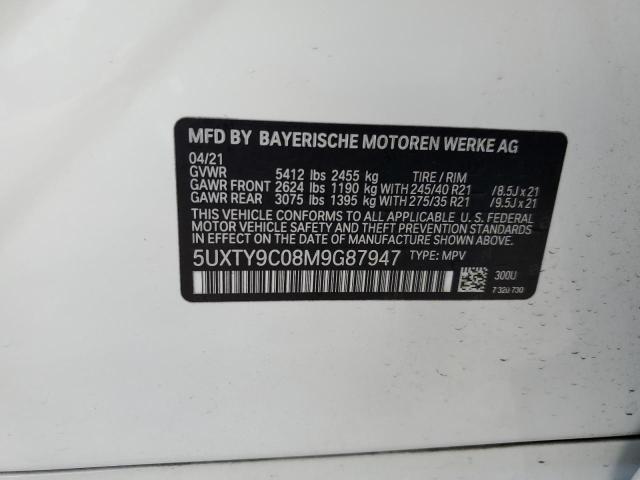 MFD BY BAYERISCHE MOTOREN WERKE AG
04/21
GVWR 5412 lbs 2455 kg TIRE / RIM
GAWR FRONT 2624 lbs 1190 kg WITH 245/40 R21 /8.5J x 21
GAWR REAR 3075 lbs 1395 kg WITH 275/35 R21 /9.5J x 21
THIS VEHICLE CONFORMS TO ALL APPLICABLE U. S. FEDERAL
MOTOR VEHICLE SAFETY, BUMPER, AND THEFT PREVENTION
STANDARDS IN EFFECT ON THE DATE OF MANUFACTURE SHOWN ABOVE.
5UXTY9C08M9G87947 TYPE: MPV
300U
7 320 730